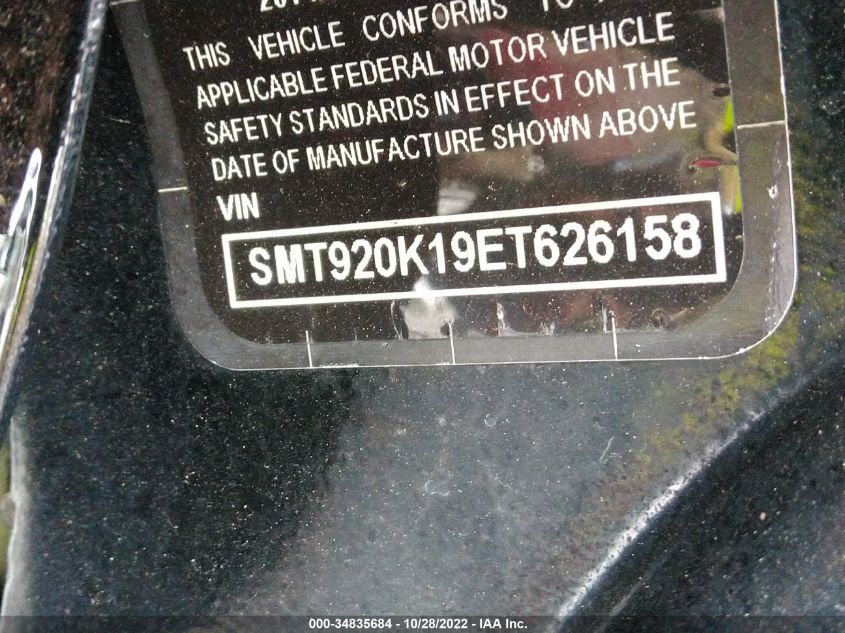 THIS VEHICLE CONFORMS TO
APPLICABLE FEDERAL MOTOR VEHICLE
SAFETY STANDARDS IN EFFECT ON THE
DATE OF MANUFACTURE SHOWN ABOVE
VIN
SMT920K19ET626158
000-34835684 - 10/28/2022 - IAA Inc.